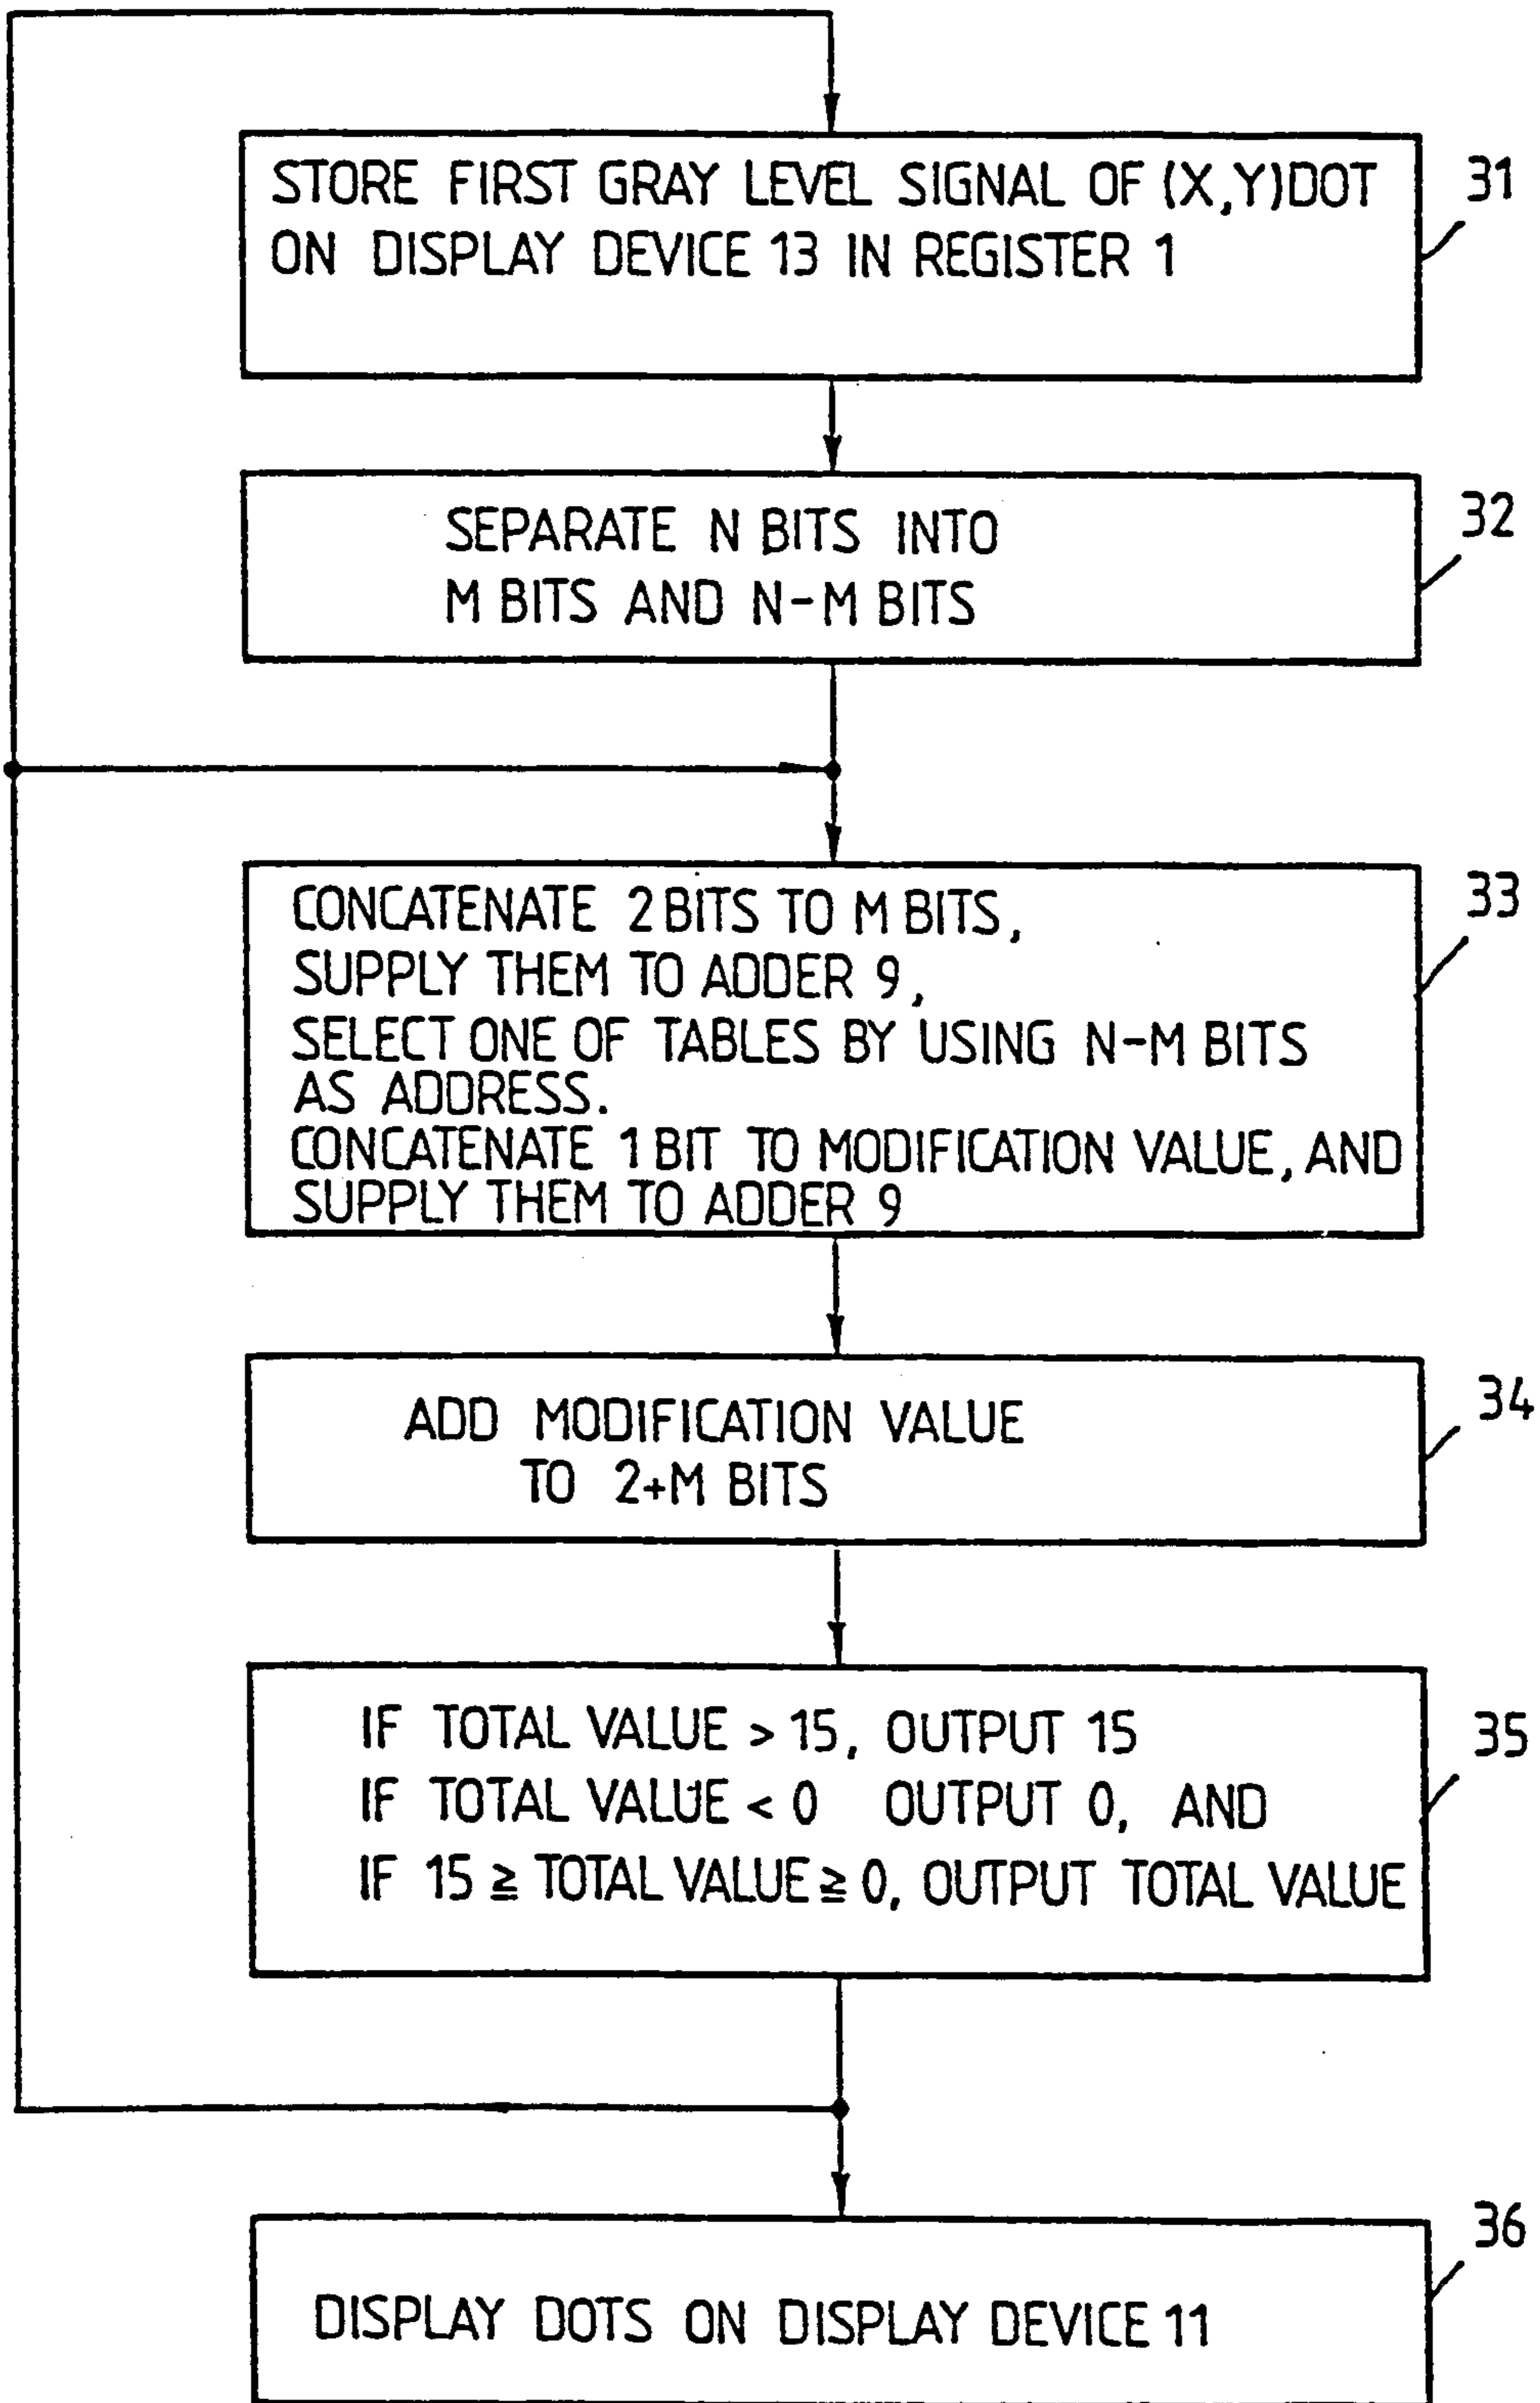 STORE FIRST GRAY LEVEL SIGNAL OF (X,Y)DOT
ON DISPLAY DEVICE 13 IN REGISTER 1
31
SEPARATE N BITS INTO
M BITS AND N-M BITS
32
CONCATENATE 2 BITS TO M BITS,
SUPPLY THEM TO ADDER 9,
SELECT ONE OF TABLES BY USING N-M BITS
AS ADDRESS.
CONCATENATE 1 BIT TO MODIFICATION VALUE, AND
SUPPLY THEM TO ADDER 9
33
ADD MODIFICATION VALUE
TO 2+M BITS
34
IF TOTAL VALUE > 15, OUTPUT 15
IF TOTAL VALUE < 0 OUTPUT 0, AND
IF 15 ≧ TOTAL VALUE ≧ 0, OUTPUT TOTAL VALUE
35
DISPLAY DOTS ON DISPLAY DEVICE 11
36